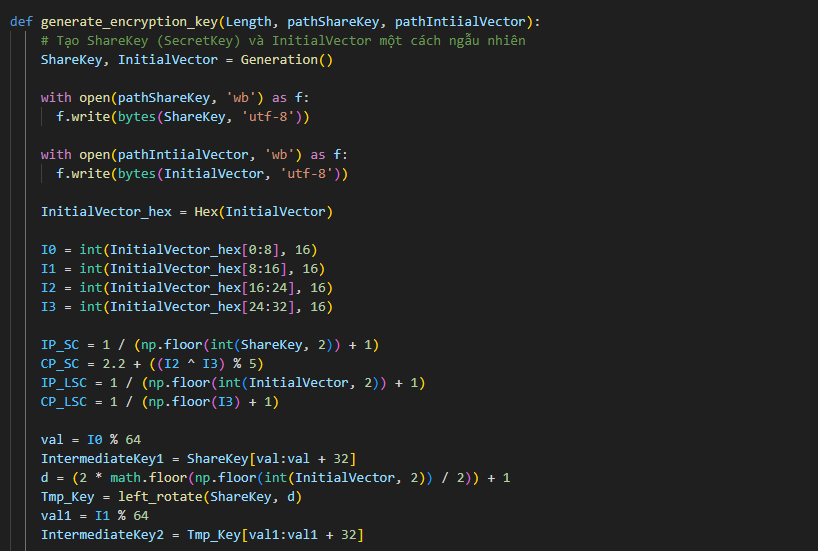 def generate_encryption_key(Length, pathShareKey, pathIntiialVector):
    # Tạo ShareKey (SecretKey) và InitialVector một cách ngẫu nhiên
    ShareKey, InitialVector = Generation()

    with open(pathShareKey, 'wb') as f:
      f.write(bytes(ShareKey, 'utf-8'))

    with open(pathIntiialVector, 'wb') as f:
      f.write(bytes(InitialVector, 'utf-8'))

    InitialVector_hex = Hex(InitialVector)

    I0 = int(InitialVector_hex[0:8], 16)
    I1 = int(InitialVector_hex[8:16], 16)
    I2 = int(InitialVector_hex[16:24], 16)
    I3 = int(InitialVector_hex[24:32], 16)

    IP_SC = 1 / (np.floor(int(ShareKey, 2)) + 1)
    CP_SC = 2.2 + ((I2 ^ I3) % 5)
    IP_LSC = 1 / (np.floor(int(InitialVector, 2)) + 1)
    CP_LSC = 1 / (np.floor(I3) + 1)

    val = I0 % 64
    IntermediateKey1 = ShareKey[val:val + 32]
    d = (2 * math.floor(np.floor(int(InitialVector, 2)) / 2)) + 1
    Tmp_Key = left_rotate(ShareKey, d)
    val1 = I1 % 64
    IntermediateKey2 = Tmp_Key[val1:val1 + 32]